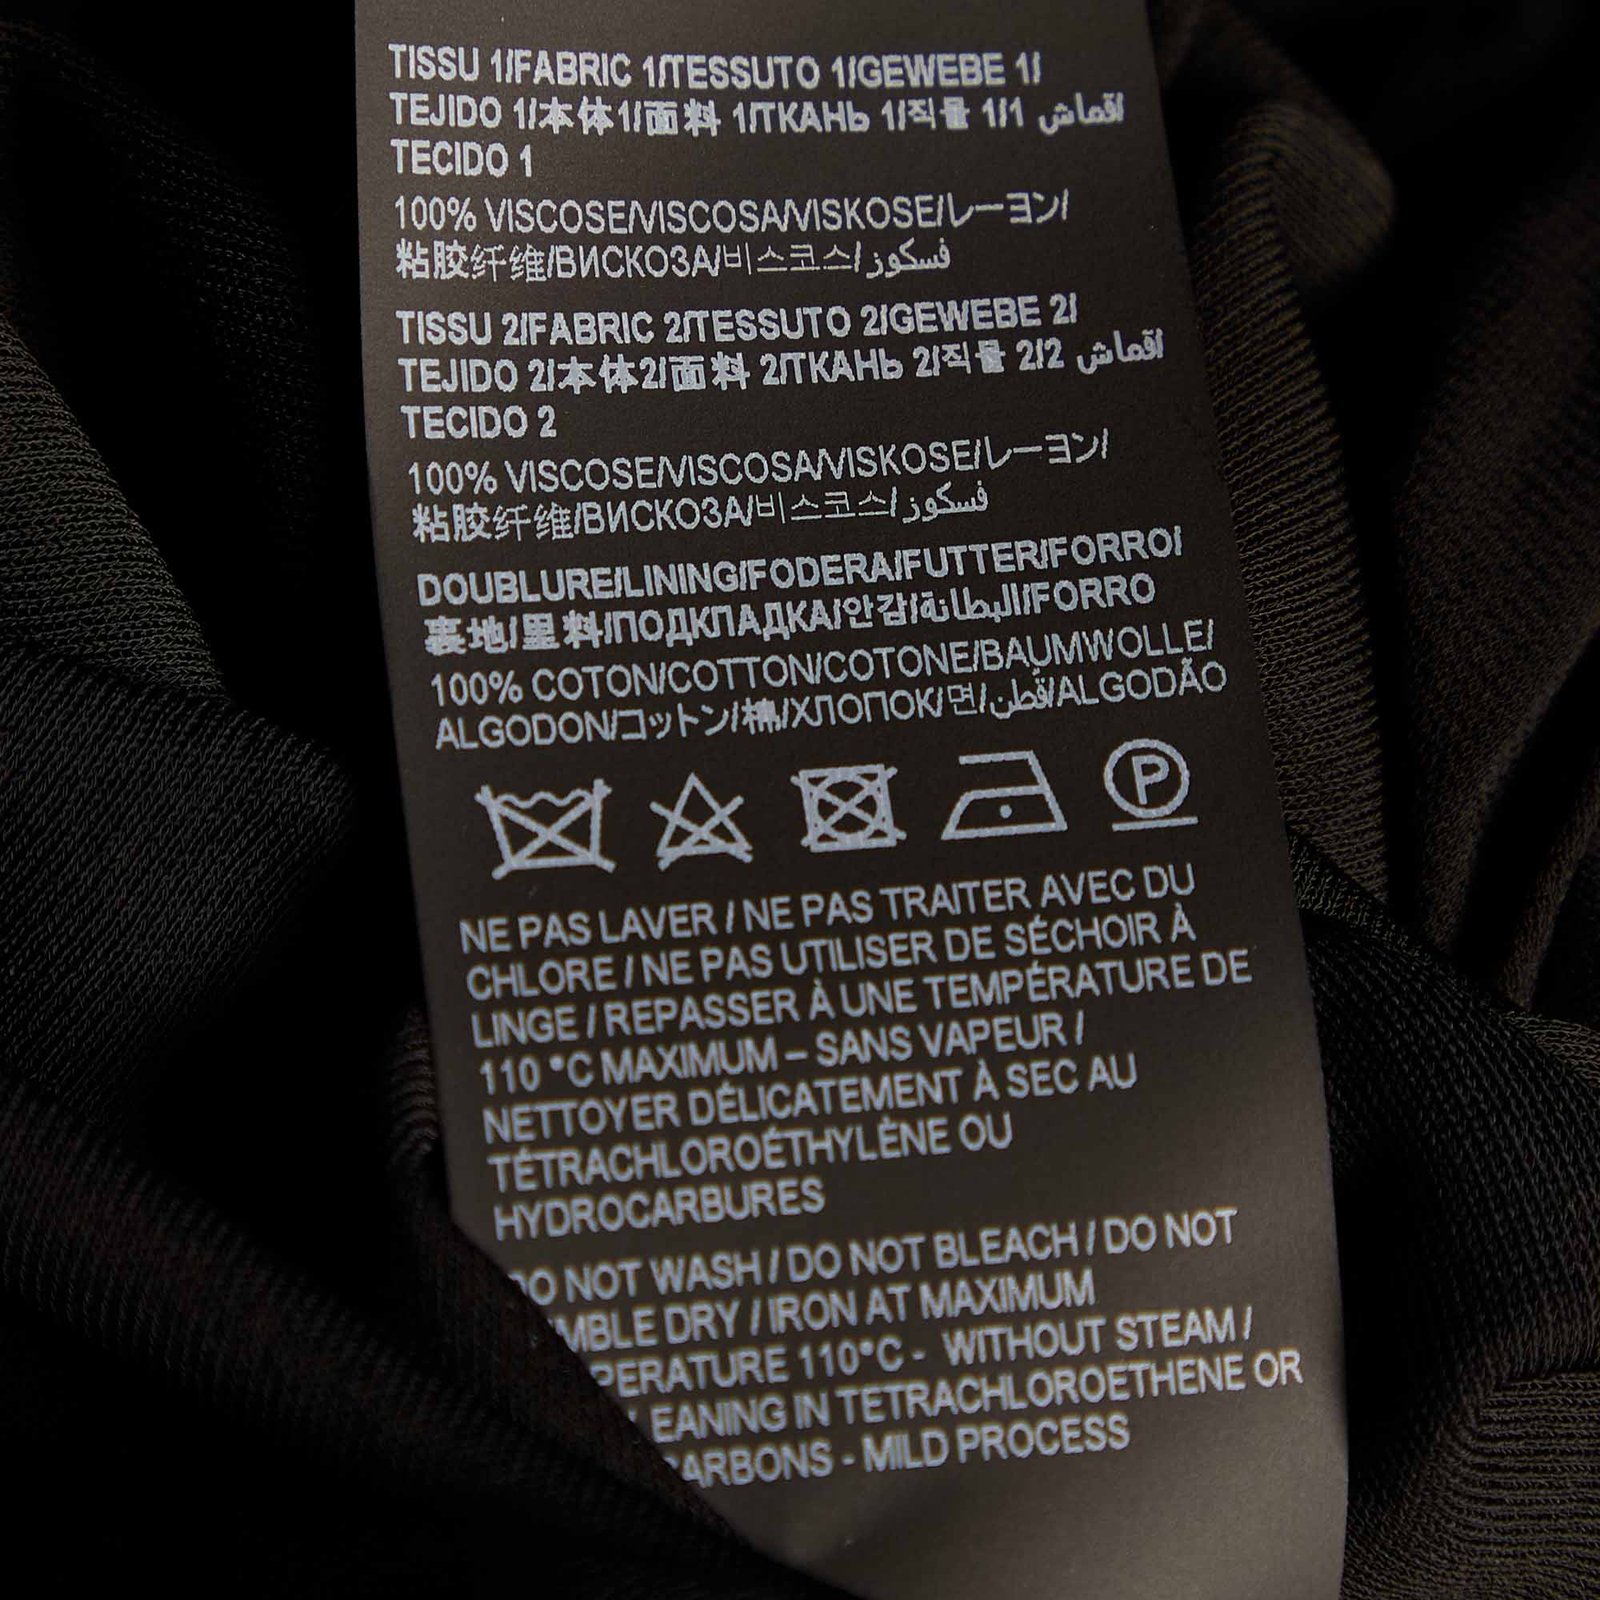 TISSU 1/FABRIC 1/TESSUTO 1/GEWEBE 1/
TEJIDO 1/本体1/面料 1/ТКАНЬ 1/직물 1/1 قماش/
TECIDO 1
100% VISCOSE/VISCOSA/VISKOSE/レーヨン/
粘胶纤维/ВИСКОЗА/비스코스/فسكوز
TISSU 2/FABRIC 2/TESSUTO 2/GEWEBE 2/
TEJIDO 2/本体2/面料 2/ТКАНЬ 2/직물 2/2 قماش/
TECIDO 2
100% VISCOSE/VISCOSA/VISKOSE/レーヨン/
粘胶纤维/ВИСКОЗА/비스코스/فسكوز
DOUBLURE/LINING/FODERA/FUTTER/FORRO/
裏地/里料/ПОДКЛАДКА/안감/البطانة/FORRO
100% COTON/COTTON/COTONE/BAUMWOLLE/
ALGODON/コットン/棉/ХЛОПОК/면/قطن/ALGODÃO
P
NE PAS LAVER / NE PAS TRAITER AVEC DU
CHLORE / NE PAS UTILISER DE SÉCHOIR À
LINGE / REPASSER À UNE TEMPÉRATURE DE
110 °C MAXIMUM – SANS VAPEUR /
NETTOYER DÉLICATEMENT À SEC AU
TÉTRACHLOROÉTHYLÈNE OU
HYDROCARBURES
DO NOT WASH / DO NOT BLEACH / DO NOT
MBLE DRY / IRON AT MAXIMUM
PERATURE 110°C - WITHOUT STEAM /
EANING IN TETRACHLOROETHENE OR
CARBONS - MILD PROCESS